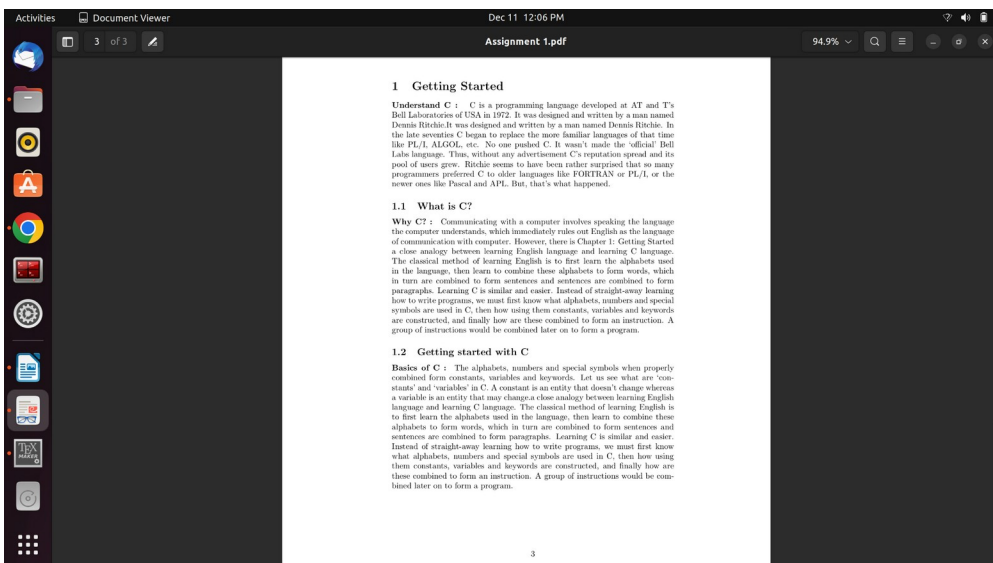 Activities Document Viewer Dec 11 12:06 PM
3 of 3 Assignment 1.pdf 94.9%
1 Getting Started
Understand C : C is a programming language developed at AT and T's
Bell Laboratories of USA in 1972. It was designed and written by a man named
Dennis Ritchie.It was designed and written by a man named Dennis Ritchie. In
the late seventies C began to replace the more familiar languages of that time
like PL/I, ALGOL, etc. No one pushed C. It wasn't made the 'official' Bell
Labs language. Thus, without any advertisement C's reputation spread and its
pool of users grew. Ritchie seems to have been rather surprised that so many
programmers preferred C to older languages like FORTRAN or PL/I, or the
newer ones like Pascal and APL. But, that's what happened.
1.1 What is C?
Why C? : Communicating with a computer involves speaking the language
the computer understands, which immediately rules out English as the language
of communication with computer. However, there is Chapter 1: Getting Started
a close analogy between learning English language and learning C language.
The classical method of learning English is to first learn the alphabets used
in the language, then learn to combine these alphabets to form words, which
in turn are combined to form sentences and sentences are combined to form
paragraphs. Learning C is similar and easier. Instead of straight-away learning
how to write programs, we must first know what alphabets, numbers and special
symbols are used in C, then how using them constants, variables and keywords
are constructed, and finally how are these combined to form an instruction. A
group of instructions would be combined later on to form a program.
1.2 Getting started with C
Basics of C : The alphabets, numbers and special symbols when properly
combined form constants, variables and keywords. Let us see what are 'con-
stants' and 'variables' in C. A constant is an entity that doesn't change whereas
a variable is an entity that may change.a close analogy between learning English
language and learning C language. The classical method of learning English is
to first learn the alphabets used in the language, then learn to combine these
alphabets to form words, which in turn are combined to form sentences and
sentences are combined to form paragraphs. Learning C is similar and easier.
Instead of straight-away learning how to write programs, we must first know
what alphabets, numbers and special symbols are used in C, then how using
them constants, variables and keywords are constructed, and finally how are
these combined to form an instruction. A group of instructions would be com-
bined later on to form a program.
TEX
MAKER
3